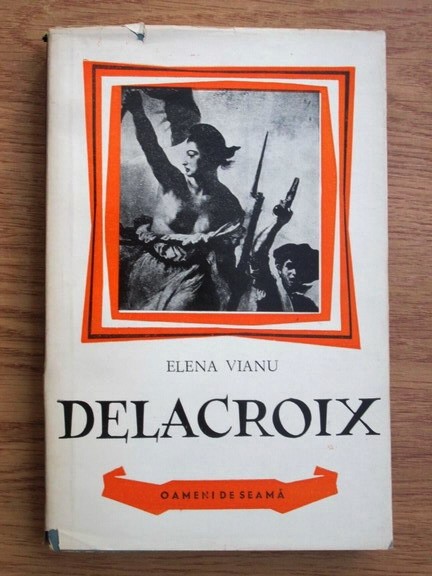 ELENA VIANU
DELACROIX
OAMENI DE SEAMĂ